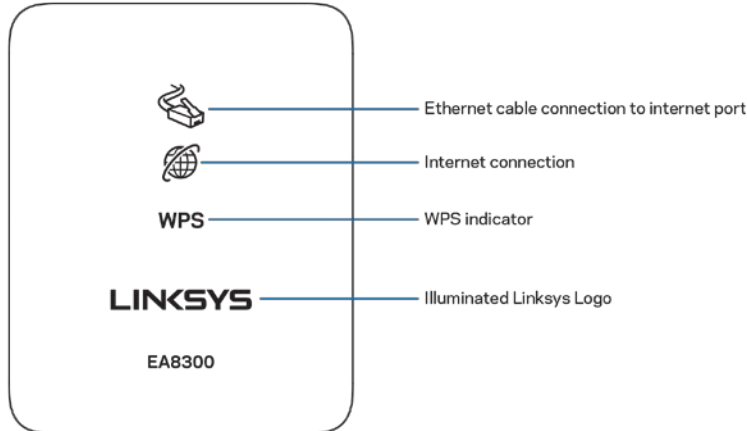 Ethernet cable connection to internet port
Internet connection
WPS WPS indicator
LINKSYS Illuminated Linksys Logo
EA8300